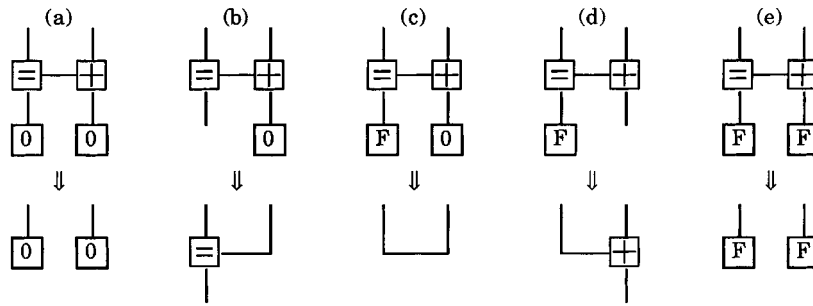 (a) (b) (c) (d) (e)
= + = + = + = + = +
0 0 0 F 0 F F F
⇓ ⇓ ⇓ ⇓ ⇓
0 0 = + F F